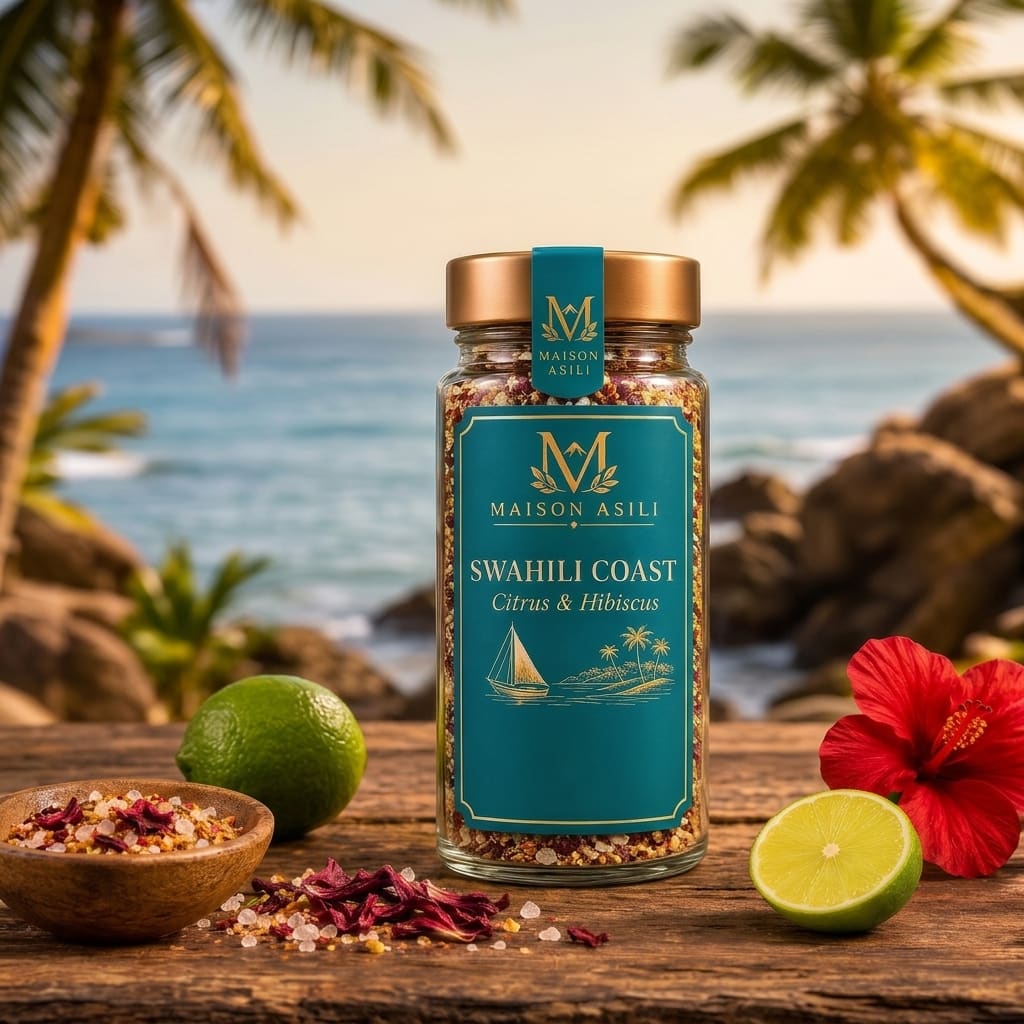 M
MAISON
ASILI
M
MAISON ASILI
SWAHILI COAST
Citrus & Hibiscus